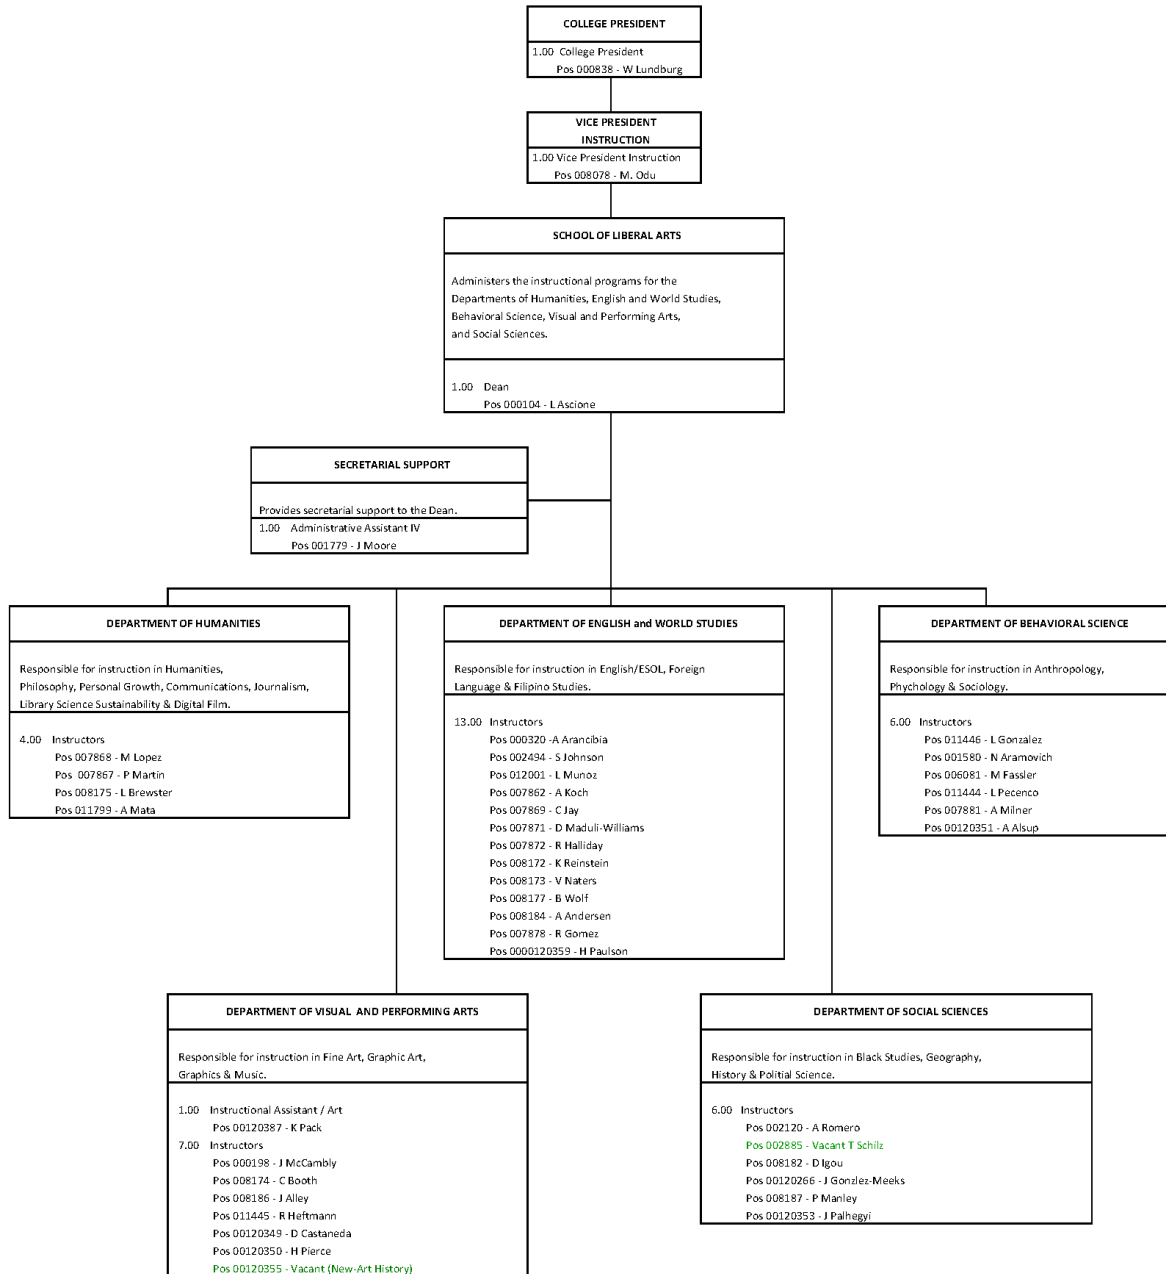 COLLEGE PRESIDENT
1.00 College President
Pos 000838 - W Lundburg
VICE PRESIDENT
INSTRUCTION
1.00 Vice President Instruction
Pos 008078 - M. Odu
SCHOOL OF LIBERAL ARTS
Administers the instructional programs for the
Departments of Humanities, English and World Studies,
Behavioral Science, Visual and Performing Arts,
and Social Sciences.
1.00 Dean
Pos 000104 - L Ascione
SECRETARIAL SUPPORT
Provides secretarial support to the Dean.
1.00 Administrative Assistant IV
Pos 001779 - J Moore
DEPARTMENT OF HUMANITIES
Responsible for instruction in Humanities,
Philosophy, Personal Growth, Communications, Journalism,
Library Science Sustainability & Digital Film.
4.00 Instructors
Pos 007868 - M Lopez
Pos 007867 - P Martin
Pos 008175 - L Brewster
Pos 011799 - A Mata
DEPARTMENT OF ENGLISH and WORLD STUDIES
Responsible for instruction in English/ESOL, Foreign
Language & Filipino Studies.
13.00 Instructors
Pos 000320 -A Arancibia
Pos 002494 - S Johnson
Pos 012001 - L Munoz
Pos 007862 - A Koch
Pos 007869 - C Jay
Pos 007871 - D Maduli-Williams
Pos 007872 - R Halliday
Pos 008172 - K Reinstein
Pos 008173 - V Naters
Pos 008177 - B Wolf
Pos 008184 - A Andersen
Pos 007878 - R Gomez
Pos 0000120359 - H Paulson
DEPARTMENT OF BEHAVIORAL SCIENCE
Responsible for instruction in Anthropology,
Phychology & Sociology.
6.00 Instructors
Pos 011446 - L Gonzalez
Pos 001580 - N Aramovich
Pos 006081 - M Fassler
Pos 011444 - L Pecenco
Pos 007881 - A Milner
Pos 00120351 - A Alsup
DEPARTMENT OF VISUAL AND PERFORMING ARTS
Responsible for instruction in Fine Art, Graphic Art,
Graphics & Music.
1.00 Instructional Assistant / Art
Pos 00120387 - K Pack
7.00 Instructors
Pos 000198 - J McCambly
Pos 008174 - C Booth
Pos 008186 - J Alley
Pos 011445 - R Heftmann
Pos 00120349 - D Castaneda
Pos 00120350 - H Pierce
Pos 00120355 - Vacant (New-Art History)
DEPARTMENT OF SOCIAL SCIENCES
Responsible for instruction in Black Studies, Geography,
History & Politial Science.
6.00 Instructors
Pos 002120 - A Romero
Pos 002885 - Vacant T Schilz
Pos 008182 - D Igou
Pos 00120266 - J Gonzlez-Meeks
Pos 008187 - P Manley
Pos 00120353 - J Palhegyi